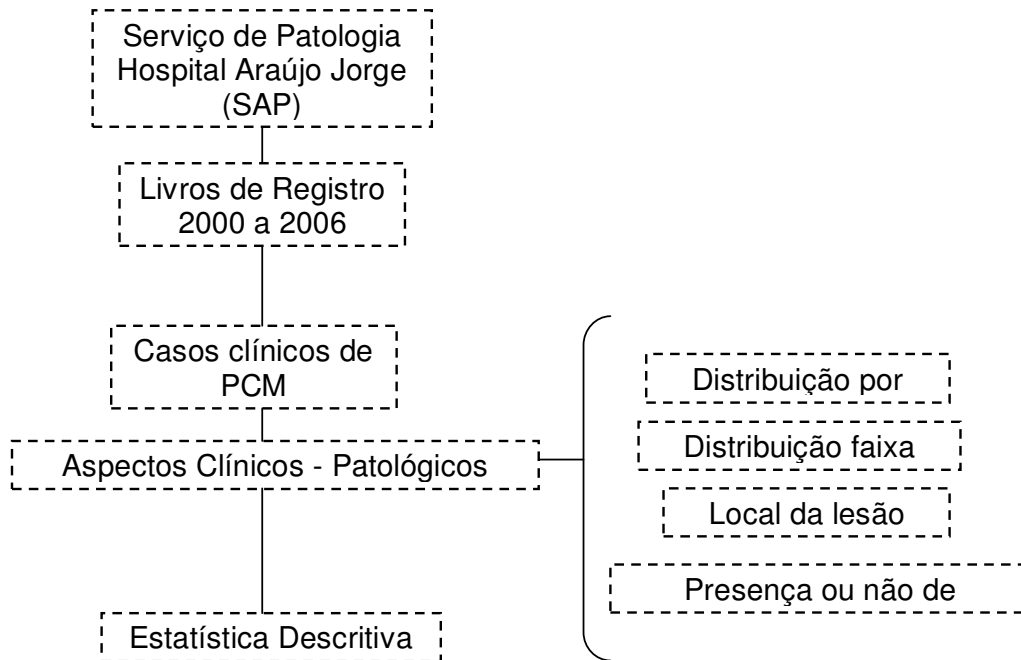 Serviço de Patologia
Hospital Araújo Jorge
(SAP)
Livros de Registro
2000 a 2006
Casos clínicos de
PCM
Aspectos Clínicos - Patológicos
Distribuição por
Distribuição faixa
Local da lesão
Presença ou não de
Estatística Descritiva